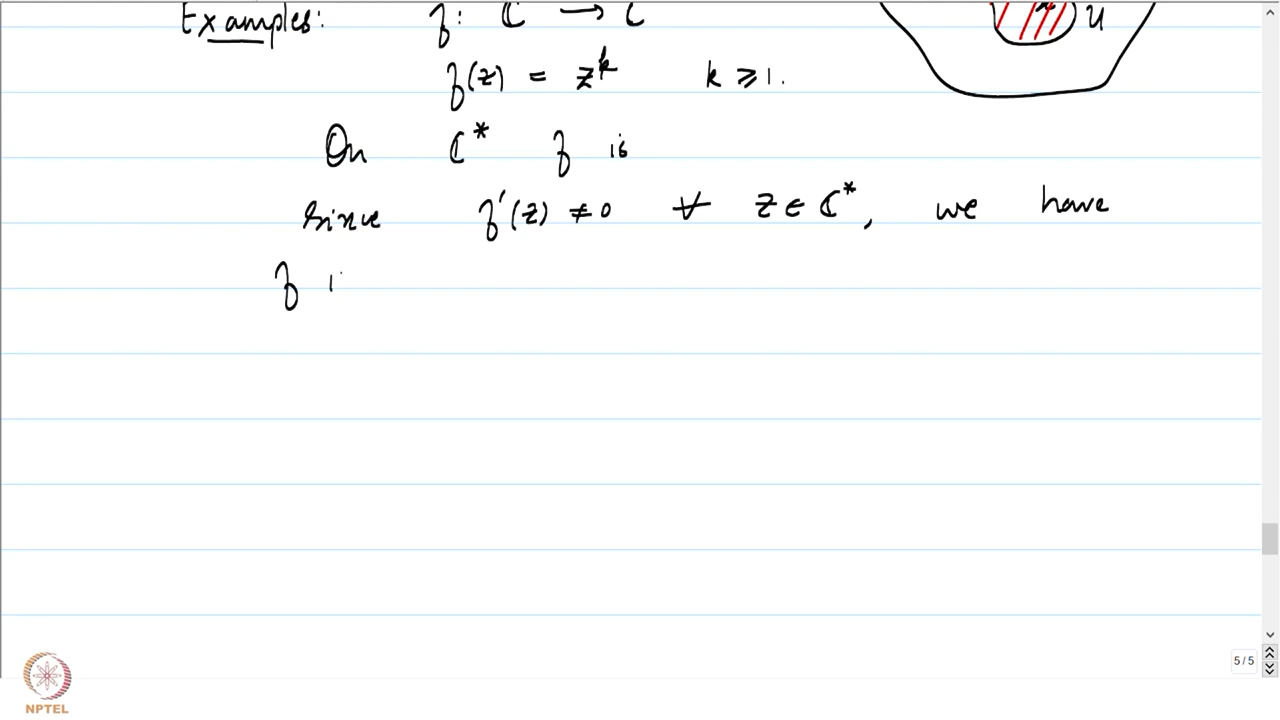 Examples: f: ℂ → ℂ
U
f(z) = z^k k ≥ 1.
On ℂ* f is
Since f'(z) ≠ 0 ∀ z ∈ ℂ*, we have
f i
5 / 5
NPTEL